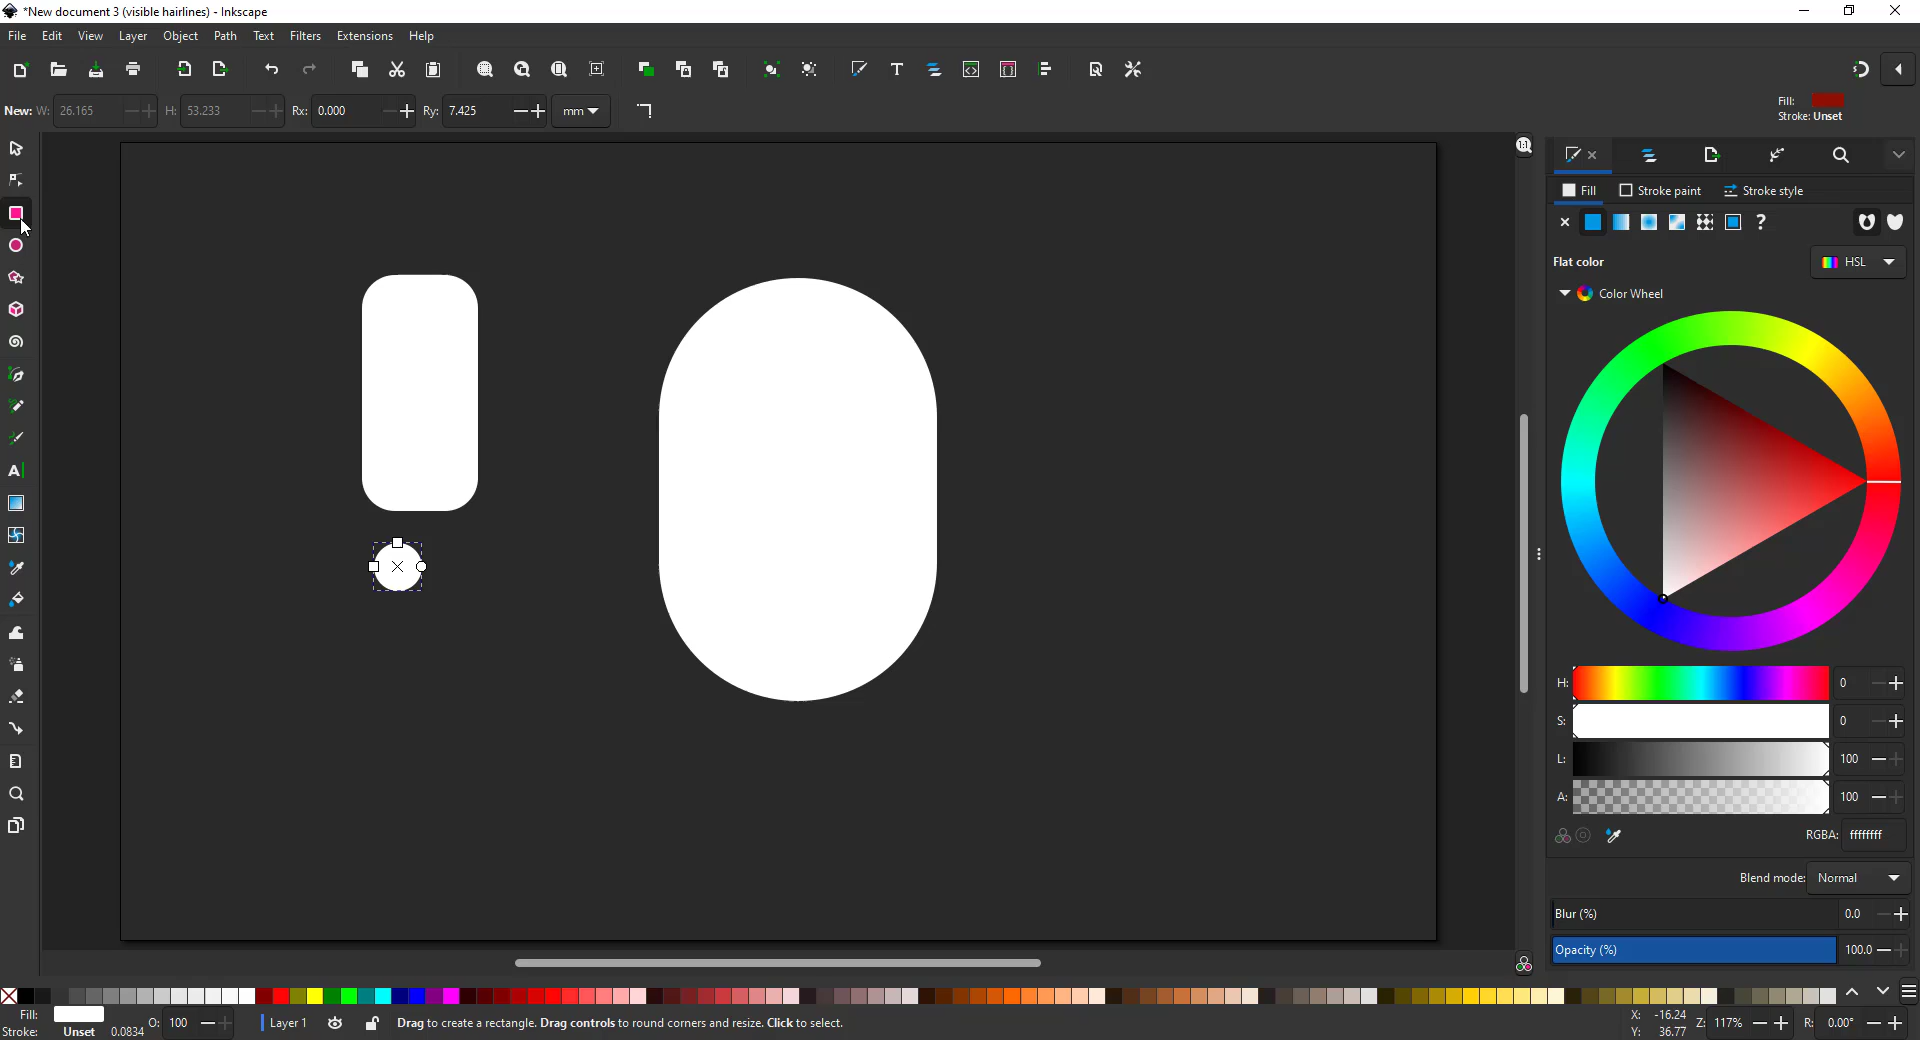 *New document 3 (visible hairlines) - Inkscape
File Edit View Layer Object Path Text Filters Extensions Help
New: W: 26.165 H: 53.233 Rx: 0.000 Ry: 7.425 mm
Fill:
Stroke: Unset
1:1
Fill Stroke paint Stroke style
Flat color HSL
Color Wheel
H: 0
S: 0
L: 100
A: 100
RGBA: ffffffff
Blend mode: Normal
Blur (%) 0.0
Opacity (%) 100.0
Fill:
Stroke: Unset 0.0834 O: 100 Layer 1 Drag to create a rectangle. Drag controls to round corners and resize. Click to select.
X: -16.24
Y: 36.77 Z: 117% R: 0.00°